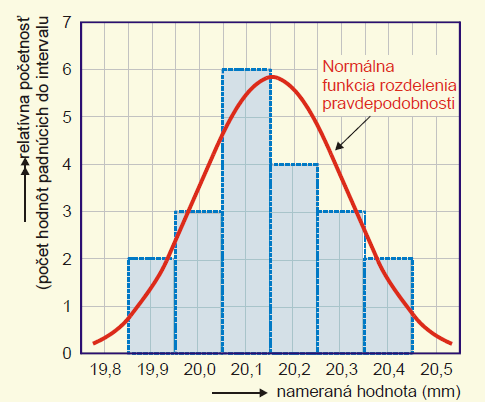 relatívna početnosť
(počet hodnôt padnúcich do intervalu
7
6
5
4
3
2
1
0
Normálna
funkcia rozdelenia
pravdepodobnosti
19,8 19,9 20,0 20,1 20,2 20,3 20,4 20,5
nameraná hodnota (mm)